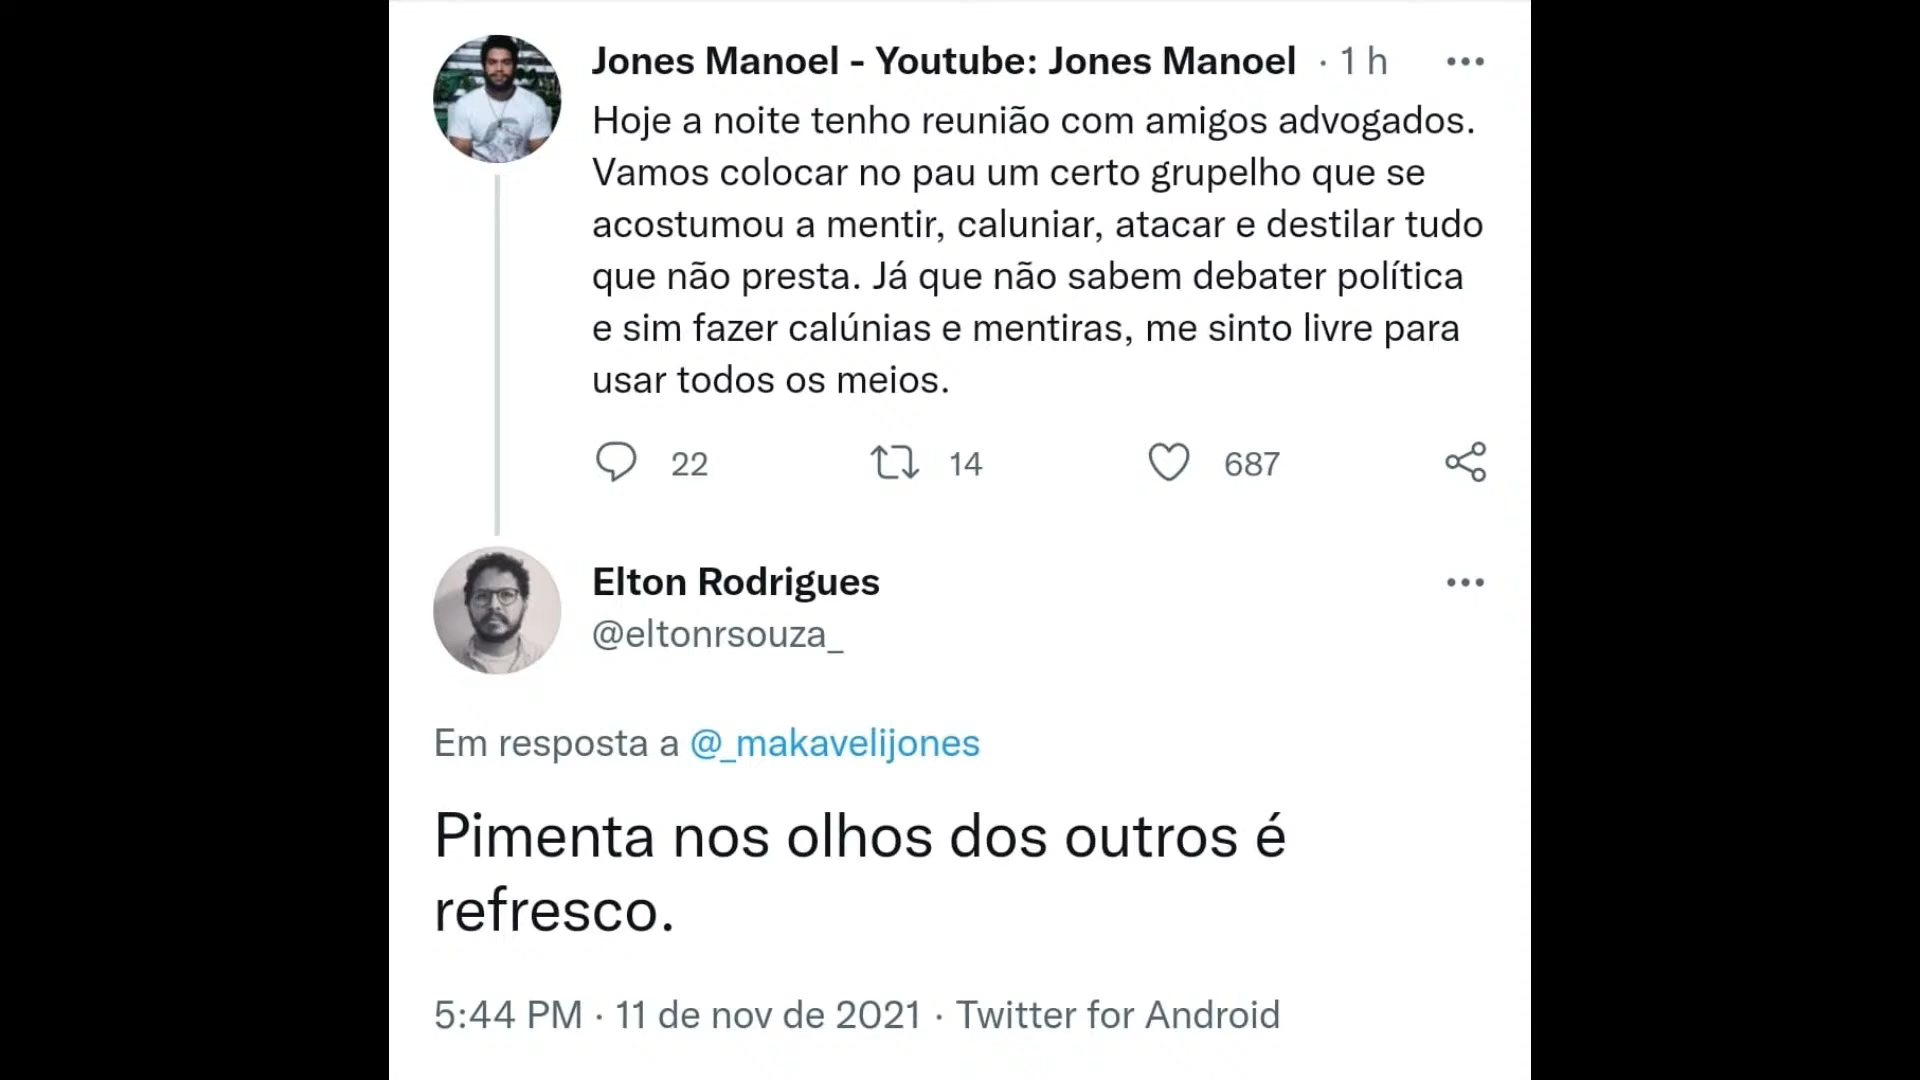 Jones Manoel - Youtube: Jones Manoel · 1 h
Hoje a noite tenho reunião com amigos advogados.
Vamos colocar no pau um certo grupelho que se
acostumou a mentir, caluniar, atacar e destilar tudo
que não presta. Já que não sabem debater política
e sim fazer calúnias e mentiras, me sinto livre para
usar todos os meios.
22 14 687
Elton Rodrigues
@eltonrsouza_
Em resposta a @_makavelijones
Pimenta nos olhos dos outros é
refresco.
5:44 PM · 11 de nov de 2021 · Twitter for Android